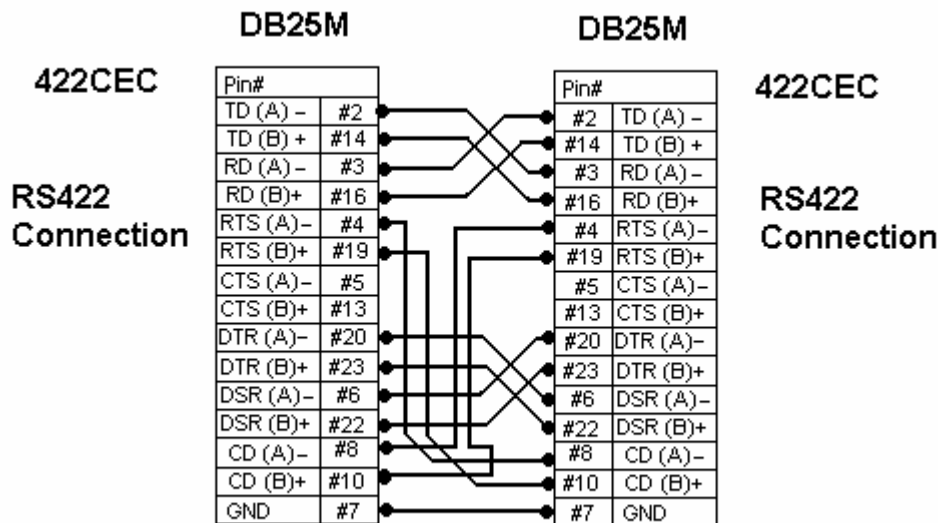 DB25M
DB25M
422CEC
422CEC
RS422
Connection
RS422
Connection
Pin#
TD (A) – #2
TD (B) + #14
RD (A) – #3
RD (B)+ #16
RTS (A)– #4
RTS (B)+ #19
CTS (A)– #5
CTS (B)+ #13
DTR (A)– #20
DTR (B)+ #23
DSR (A)– #6
DSR (B)+ #22
CD (A)– #8
CD (B)+ #10
GND #7
Pin#
#2 TD (A) –
#14 TD (B) +
#3 RD (A) –
#16 RD (B)+
#4 RTS (A)–
#19 RTS (B)+
#5 CTS (A)–
#13 CTS (B)+
#20 DTR (A)–
#23 DTR (B)+
#6 DSR (A)–
#22 DSR (B)+
#8 CD (A)–
#10 CD (B)+
#7 GND